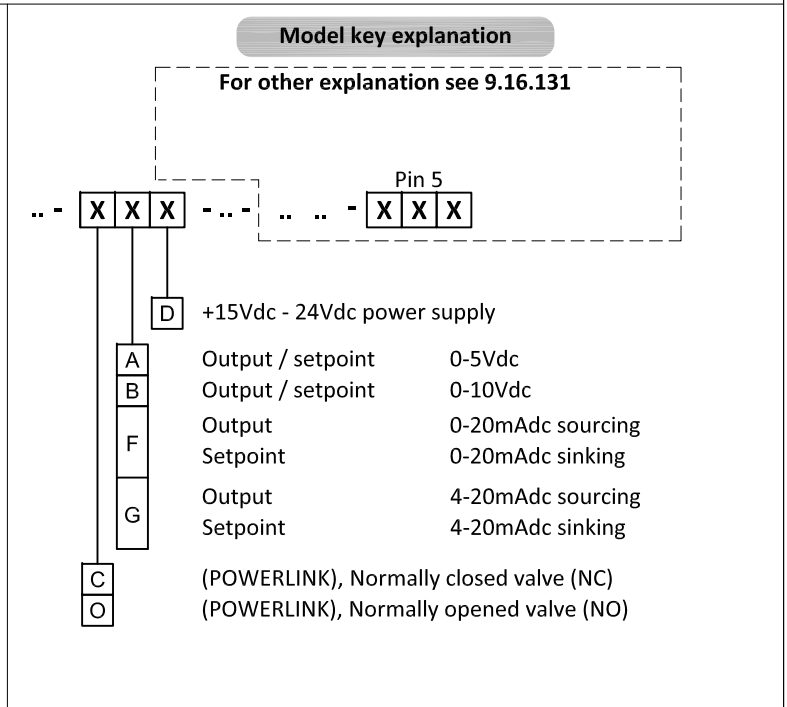 Model key explanation
For other explanation see 9.16.131
Pin 5
.. - X X X - .. - .. .. - X X X
D +15Vdc - 24Vdc power supply
A Output / setpoint 0-5Vdc
B Output / setpoint 0-10Vdc
F Output 0-20mAdc sourcing
Setpoint 0-20mAdc sinking
G Output 4-20mAdc sourcing
Setpoint 4-20mAdc sinking
C (POWERLINK), Normally closed valve (NC)
O (POWERLINK), Normally opened valve (NO)